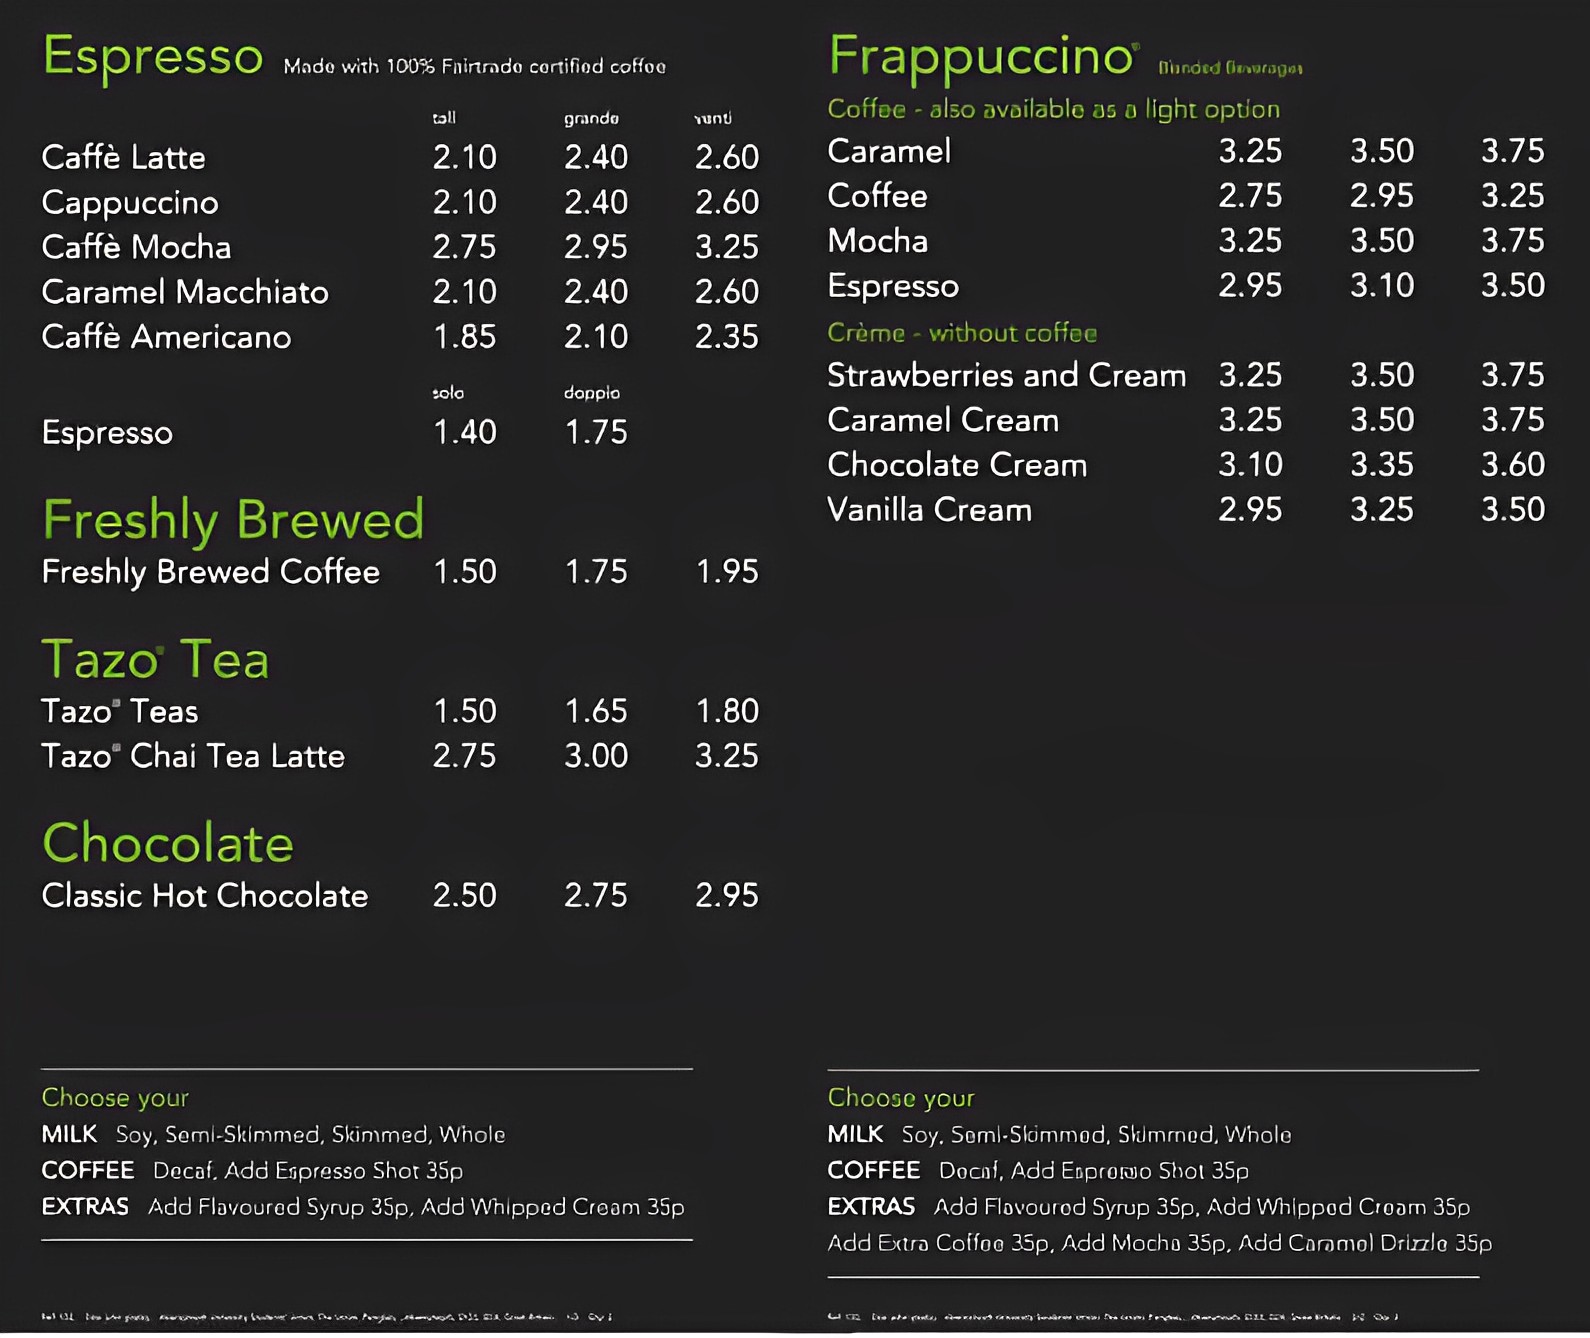 Espresso Made with 100% Fairtrade certified coffee
tall grande venti
Caffè Latte 2.10 2.40 2.60
Cappuccino 2.10 2.40 2.60
Caffè Mocha 2.75 2.95 3.25
Caramel Macchiato 2.10 2.40 2.60
Caffè Americano 1.85 2.10 2.35
solo doppio
Espresso 1.40 1.75
Freshly Brewed
Freshly Brewed Coffee 1.50 1.75 1.95
Tazo® Tea
Tazo® Teas 1.50 1.65 1.80
Tazo® Chai Tea Latte 2.75 3.00 3.25
Chocolate
Classic Hot Chocolate 2.50 2.75 2.95
Choose your
MILK Soy, Semi-Skimmed, Skimmed, Whole
COFFEE Decaf, Add Espresso Shot 35p
EXTRAS Add Flavoured Syrup 35p, Add Whipped Cream 35p
Frappuccino® Blended Beverages
Coffee - also available as a light option
Caramel 3.25 3.50 3.75
Coffee 2.75 2.95 3.25
Mocha 3.25 3.50 3.75
Espresso 2.95 3.10 3.50
Crème - without coffee
Strawberries and Cream 3.25 3.50 3.75
Caramel Cream 3.25 3.50 3.75
Chocolate Cream 3.10 3.35 3.60
Vanilla Cream 2.95 3.25 3.50
Choose your
MILK Soy, Semi-Skimmed, Skimmed, Whole
COFFEE Decaf, Add Espresso Shot 35p
EXTRAS Add Flavoured Syrup 35p, Add Whipped Cream 35p
Add Extra Coffee 35p, Add Mocha 35p, Add Caramel Drizzle 35p